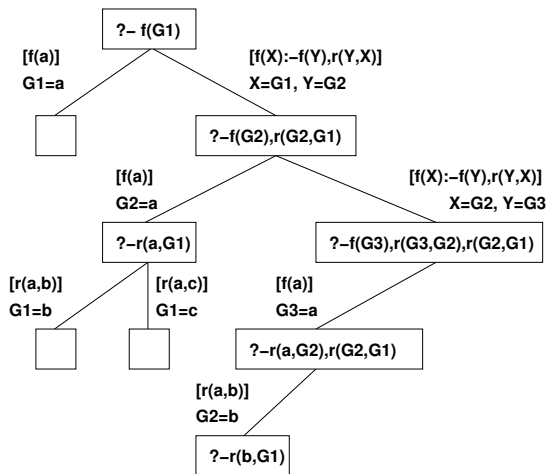 ?– f(G1)
[f(a)]
G1=a
[f(X):–f(Y),r(Y,X)]
X=G1, Y=G2
?–f(G2),r(G2,G1)
[f(a)]
G2=a
[f(X):–f(Y),r(Y,X)]
X=G2, Y=G3
?–r(a,G1)
?–f(G3),r(G3,G2),r(G2,G1)
[r(a,b)]
G1=b
[r(a,c)]
G1=c
[f(a)]
G3=a
?–r(a,G2),r(G2,G1)
[r(a,b)]
G2=b
?–r(b,G1)